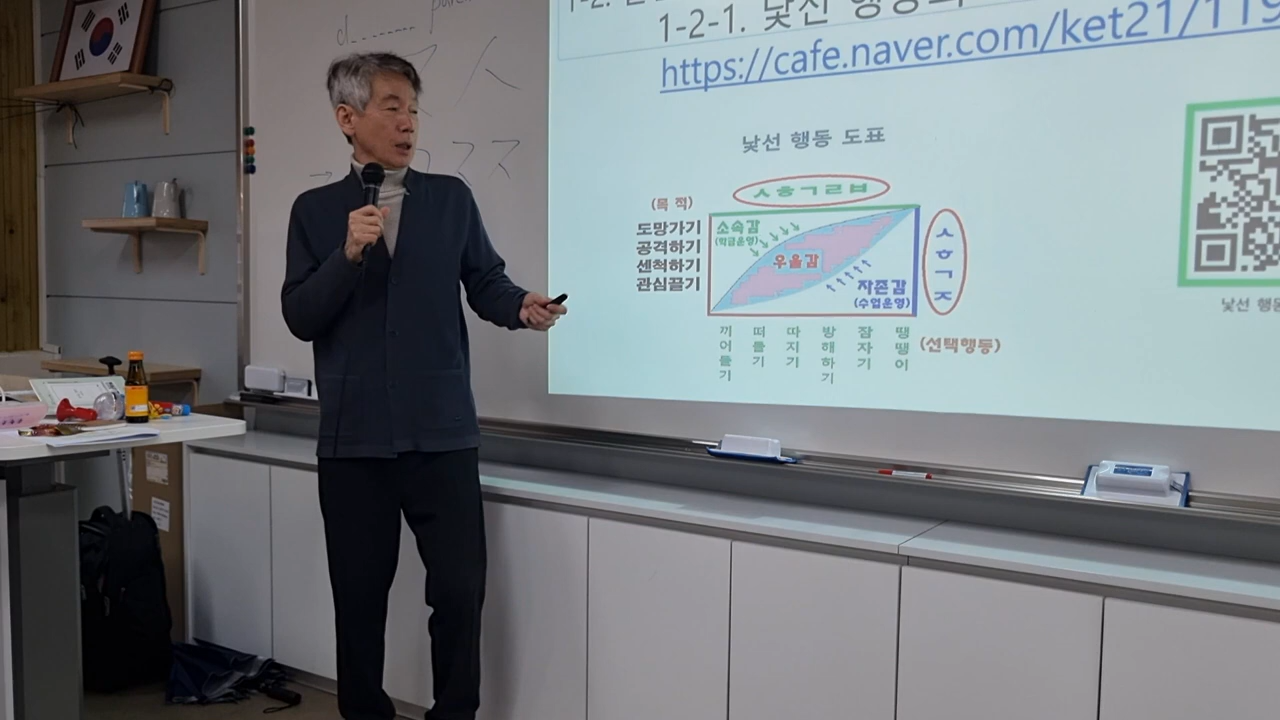 1-2-1. 낯선 행동의
https://cafe.naver.com/ket21/119
낯선 행동 도표
ㅅㅎㄱㄹㅂ
(목 적)
도망가기
공격하기
센척하기
관심끌기
소속감
(학급운영)
우울감
자존감
(수업운영)
ㅅㅎㄱㅈ
끼어들기
떠들기
따지기
방해하기
잠자기
땡땡이
(선택행동)
낯선 행동